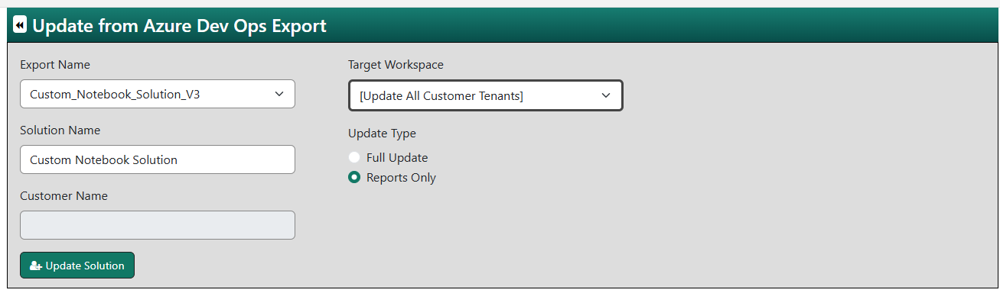 Update from Azure Dev Ops Export
Export Name
Custom_Notebook_Solution_V3
Solution Name
Custom Notebook Solution
Customer Name
Update Solution
Target Workspace
[Update All Customer Tenants]
Update Type
Full Update
Reports Only